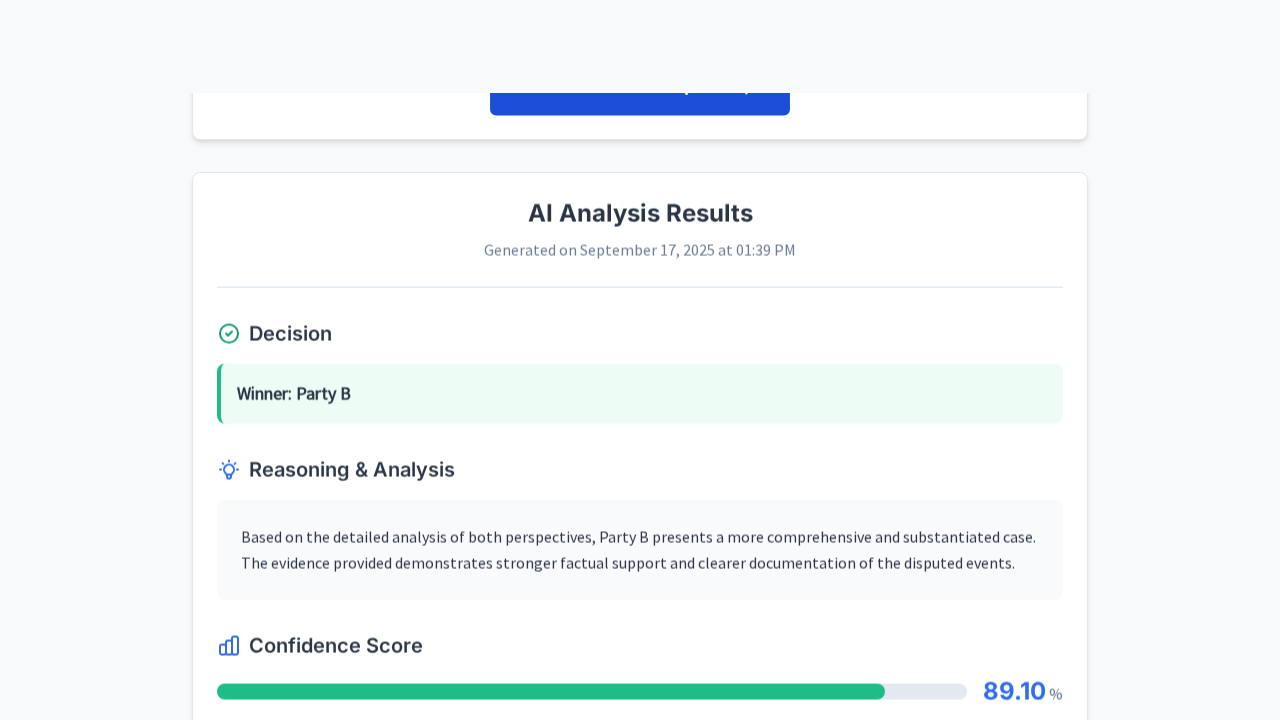 AI Analysis Results
Generated on September 17, 2025 at 01:39 PM
Decision
Winner: Party B
Reasoning & Analysis
Based on the detailed analysis of both perspectives, Party B presents a more comprehensive and substantiated case.
The evidence provided demonstrates stronger factual support and clearer documentation of the disputed events.
Confidence Score
89.10 %